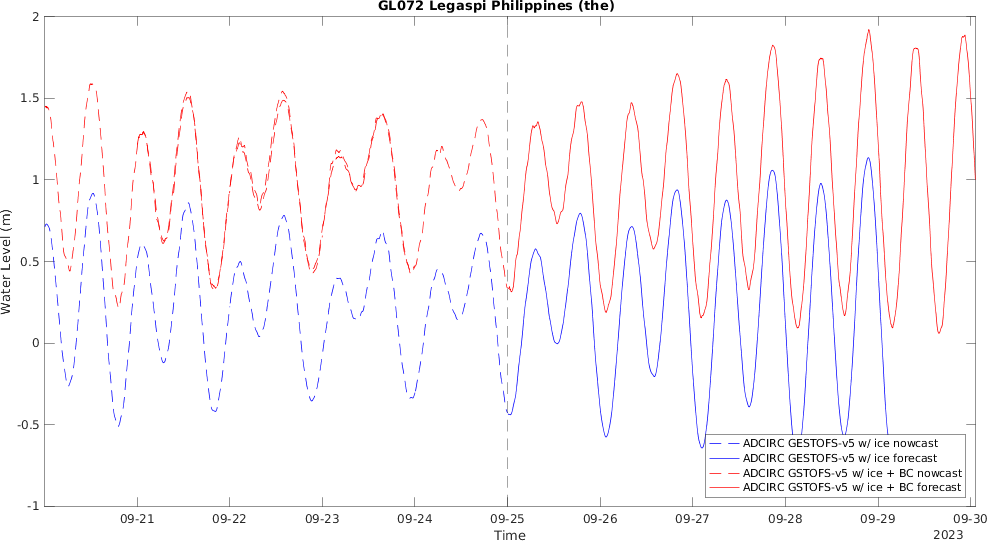 GL072 Legaspi Philippines (the)
Water Level (m)
2
1.5
1
0.5
0
-0.5
-1
ADCIRC GESTOFS-v5 w/ ice nowcast
ADCIRC GESTOFS-v5 w/ ice forecast
ADCIRC GSTOFS-v5 w/ ice + BC nowcast
ADCIRC GSTOFS-v5 w/ ice + BC forecast
09-21 09-22 09-23 09-24 09-25 09-26 09-27 09-28 09-29 09-30
Time
2023